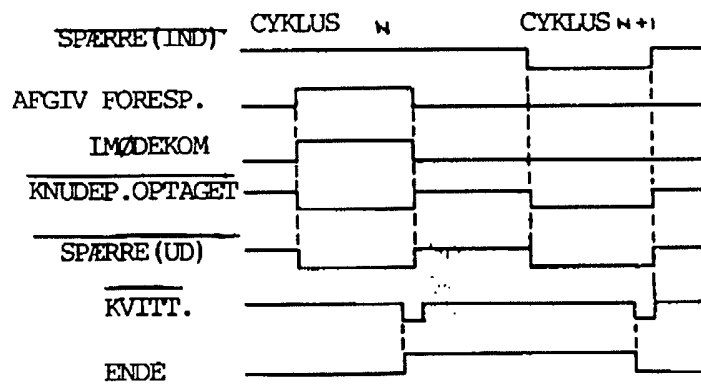 CYKLUS N CYKLUS N+1
SPÆRRE(IND)
AFGIV FORESP.
IMØDEKOM
KNUDEP.OPTAGET
SPÆRRE(UD)
KVITT.
ENDE